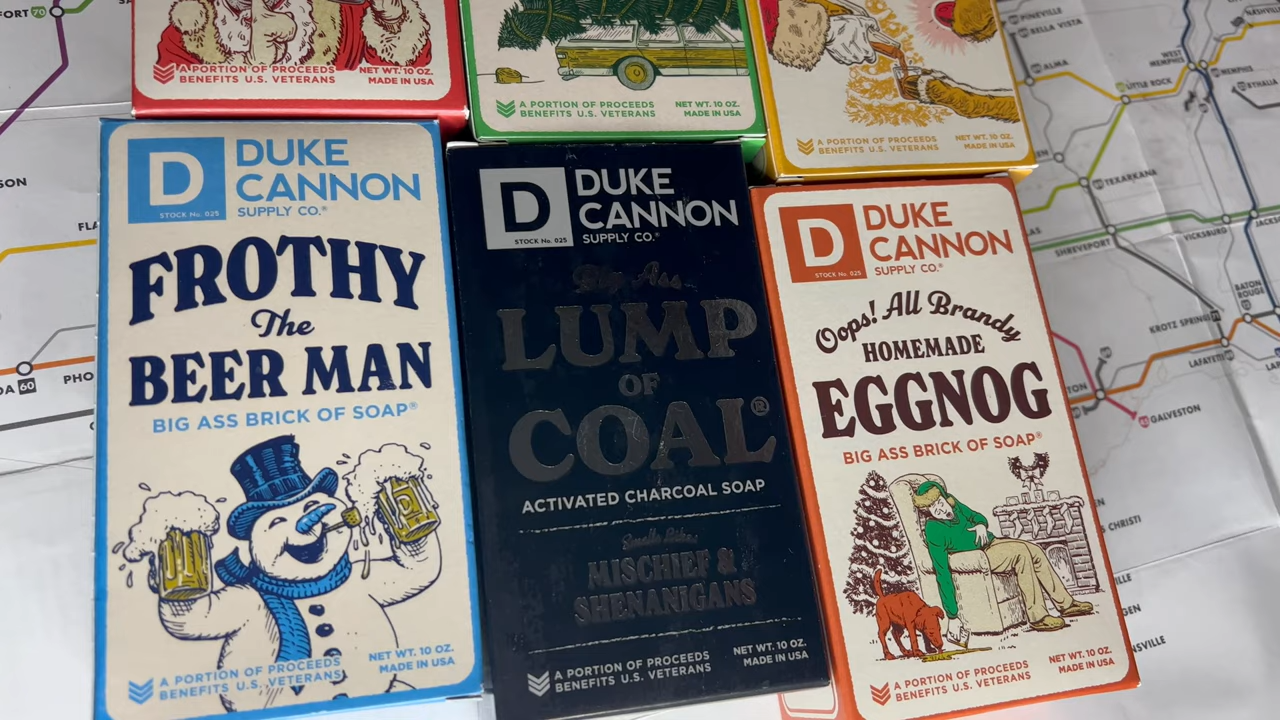 A PORTION OF PROCEEDS
BENEFITS U.S. VETERANS
NET WT. 10 OZ.
MADE IN USA
A PORTION OF PROCEEDS
BENEFITS U.S. VETERANS
NET WT. 10 OZ.
MADE IN USA
A PORTION OF PROCEEDS
BENEFITS U.S. VETERANS
NET WT. 10 OZ.
MADE IN USA
D
STOCK No. 025
DUKE
CANNON
SUPPLY CO.®
FROTHY
The
BEER MAN
BIG ASS BRICK OF SOAP®
A PORTION OF PROCEEDS
BENEFITS U.S. VETERANS
NET WT. 10 OZ.
MADE IN USA
D
STOCK No. 025
DUKE
CANNON
SUPPLY CO.®
Big Ass
LUMP
OF
COAL®
ACTIVATED CHARCOAL SOAP
Smells Like:
MISCHIEF &
SHENANIGANS
A PORTION OF PROCEEDS
BENEFITS U.S. VETERANS
NET WT. 10 OZ.
MADE IN USA
D
STOCK No. 025
DUKE
CANNON
SUPPLY CO.®
Oops! All Brandy
HOMEMADE
EGGNOG
BIG ASS BRICK OF SOAP®
A PORTION OF PROCEEDS
BENEFITS U.S. VETERANS
NET WT. 10 OZ.
MADE IN USA
70
60
PINEVILLE
BELLA VISTA
ALMA
LITTLE ROCK
WEST
MEMPHIS
MEMPHIS
NASHVILLE
TEXARKANA
SHREVEPORT
VICKSBURG
BATON
ROUGE
KROTZ SPRINGS
LAFAYETTE
GALVESTON